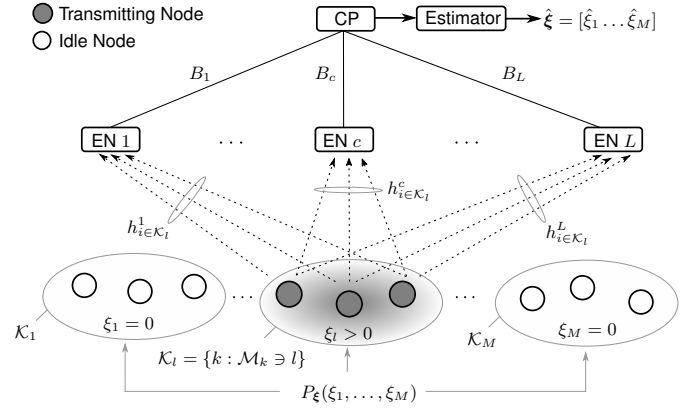 Transmitting Node
Idle Node
CP
Estimator
$\hat{\boldsymbol{\xi}} = [\hat{\xi}_1 \ldots \hat{\xi}_M]$
$B_1$
$B_c$
$B_L$
EN 1
...
EN $c$
...
EN $L$
$h^1_{i \in \mathcal{K}_l}$
$h^c_{i \in \mathcal{K}_l}$
$h^L_{i \in \mathcal{K}_l}$
...
...
$\xi_1 = 0$
$\xi_l > 0$
$\xi_M = 0$
$\mathcal{K}_1$
$\mathcal{K}_l = \{k : \mathcal{M}_k \ni l\}$
$\mathcal{K}_M$
$P_{\boldsymbol{\xi}}(\xi_1, \ldots, \xi_M)$